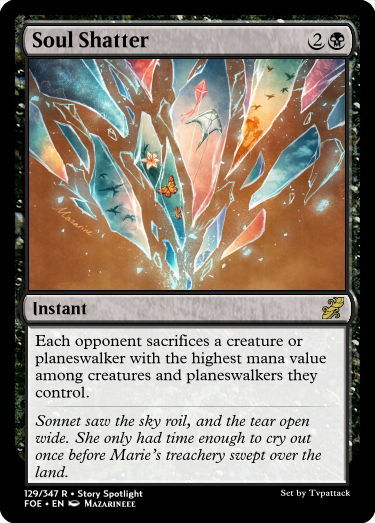 Soul Shatter 2
Mazarine
Instant
Each opponent sacrifices a creature or
planeswalker with the highest mana value
among creatures and planeswalkers they
control.
Sonnet saw the sky roil, and the tear open
wide. She only had time enough to cry out
once before Marie's treachery swept over the
land.
129/347 R • Story Spotlight
Set by Tvpattack
FOE • EN Mazarineee